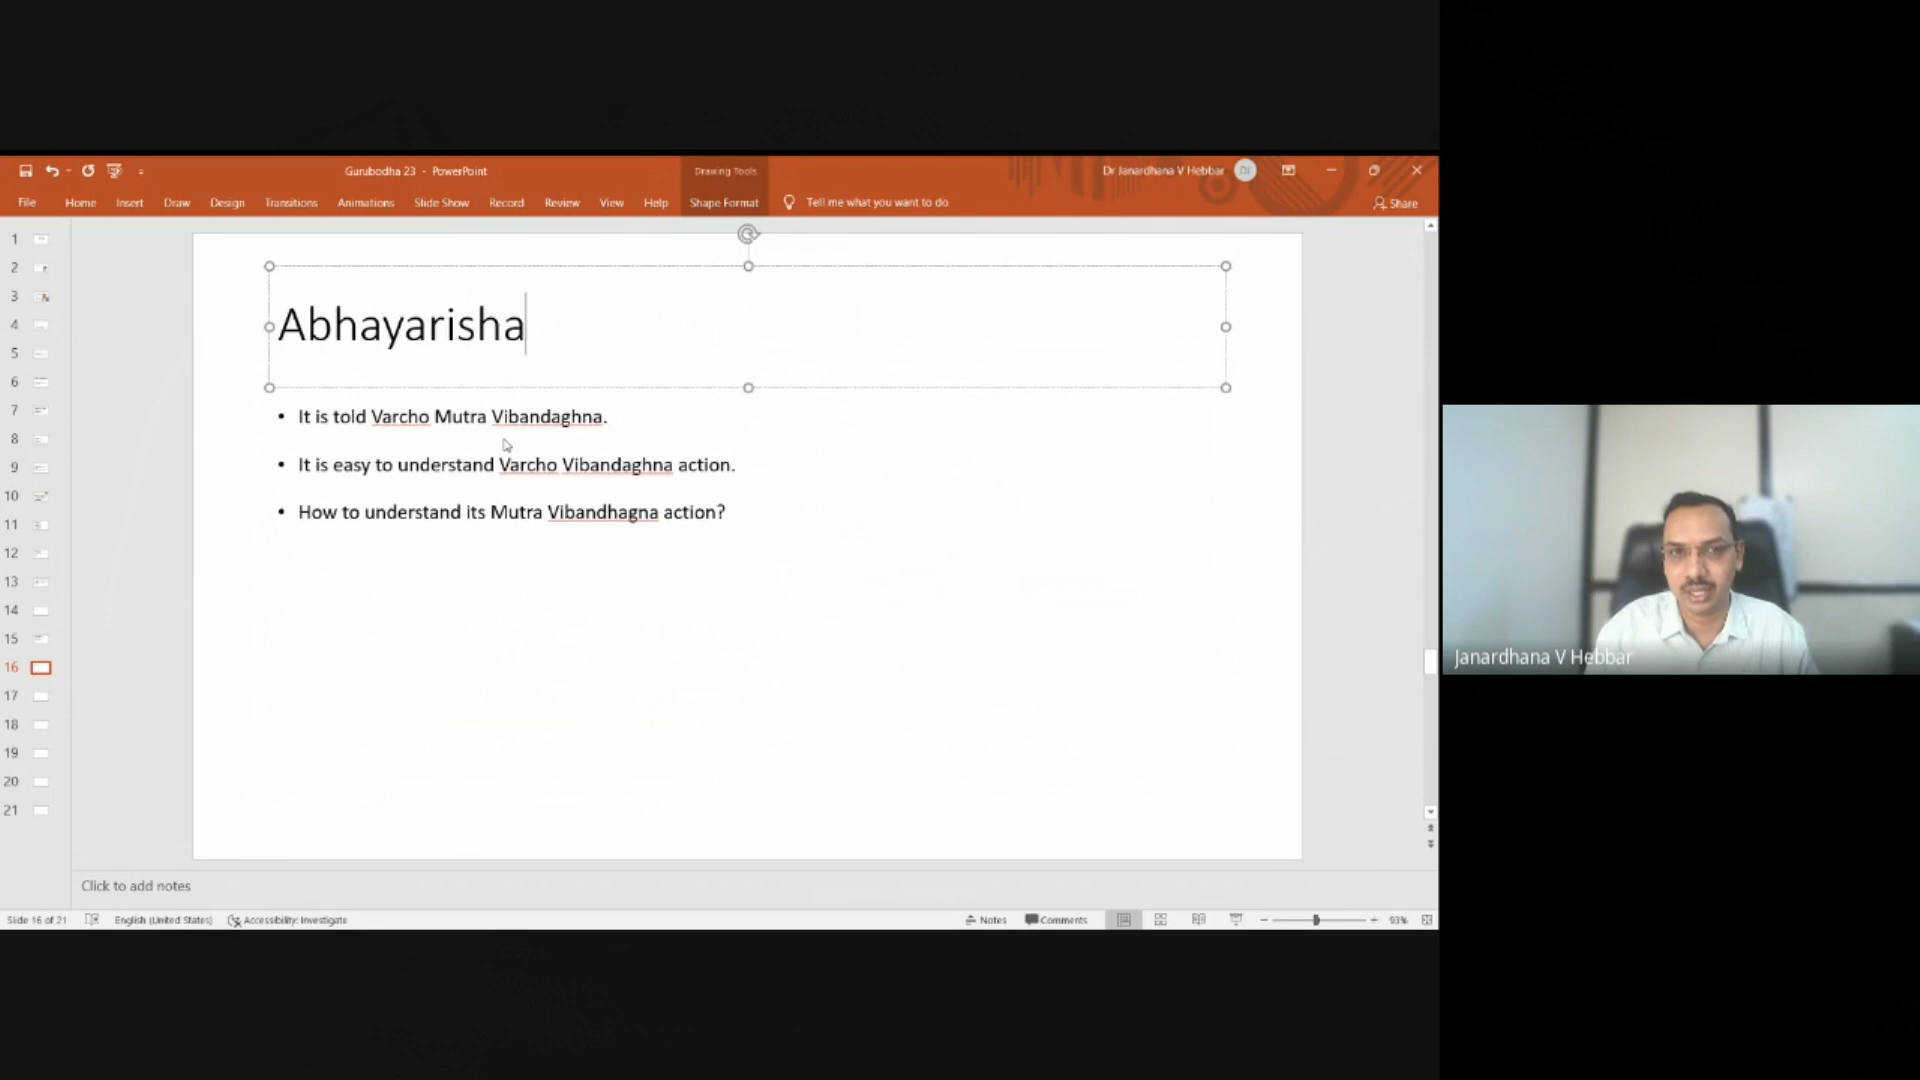 Gurubodha 23 - PowerPoint
Drawing Tools
Dr Janardhana V Hebbar
File Home Insert Draw Design Transitions Animations Slide Show Record Review View Help Shape Format Tell me what you want to do Share
1
2
3
4
5
6
7
8
9
10
11
12
13
14
15
16
17
18
19
20
21
Abhayarisha
• It is told Varcho Mutra Vibandaghna.
• It is easy to understand Varcho Vibandaghna action.
• How to understand its Mutra Vibandhagna action?
Janardhana V Hebbar
Click to add notes
Slide 16 of 21 English (United States) Accessibility: Investigate Notes Comments 93%